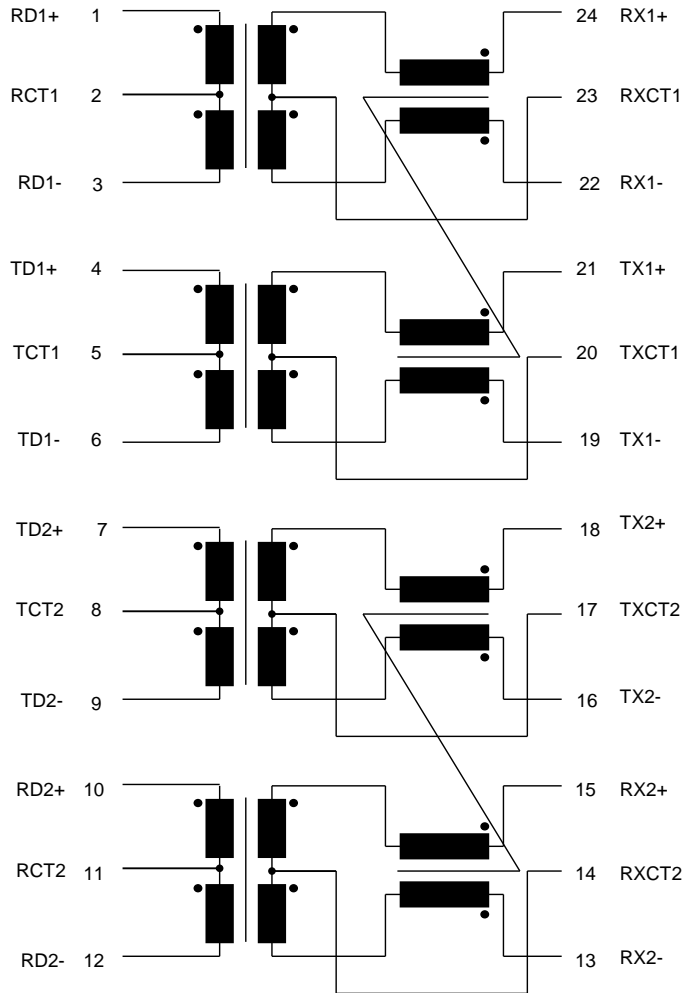 RD1+ 1 24 RX1+
RCT1 2 23 RXCT1
RD1- 3 22 RX1-
TD1+ 4 21 TX1+
TCT1 5 20 TXCT1
TD1- 6 19 TX1-
TD2+ 7 18 TX2+
TCT2 8 17 TXCT2
TD2- 9 16 TX2-
RD2+ 10 15 RX2+
RCT2 11 14 RXCT2
RD2- 12 13 RX2-